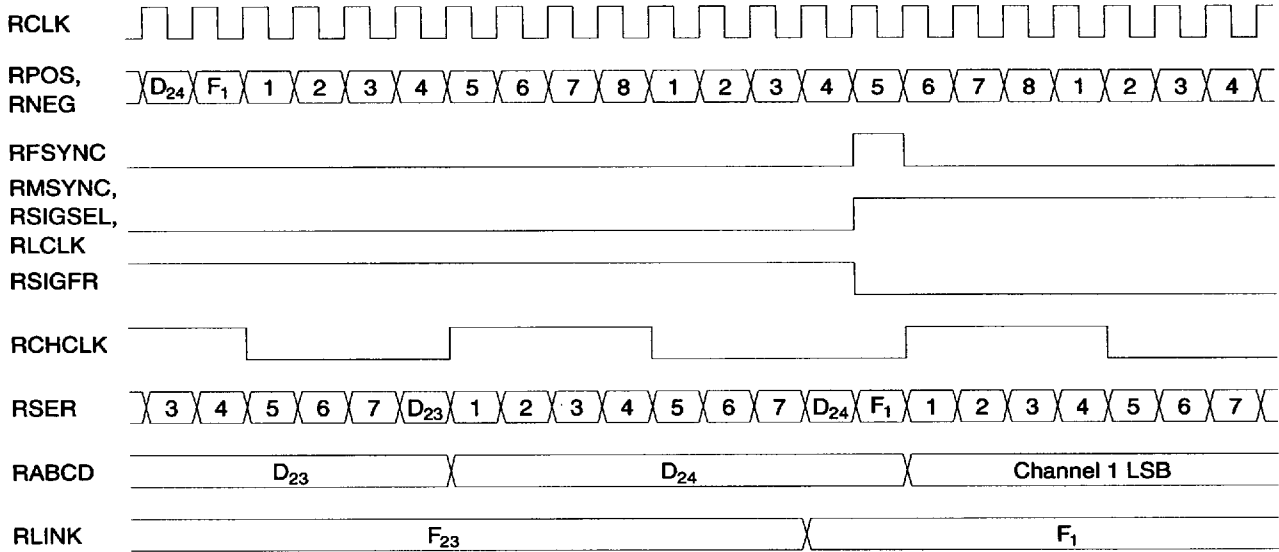 RCLK
RPOS,
RNEG
D24 F1 1 2 3 4 5 6 7 8 1 2 3 4 5 6 7 8 1 2 3 4
RFSYNC
RMSYNC,
RSIGSEL,
RLCLK
RSIGFR
RCHCLK
RSER 3 4 5 6 7 D23 1 2 3 4 5 6 7 D24 F1 1 2 3 4 5 6 7
RABCD D23 D24 Channel 1 LSB
RLINK F23 F1